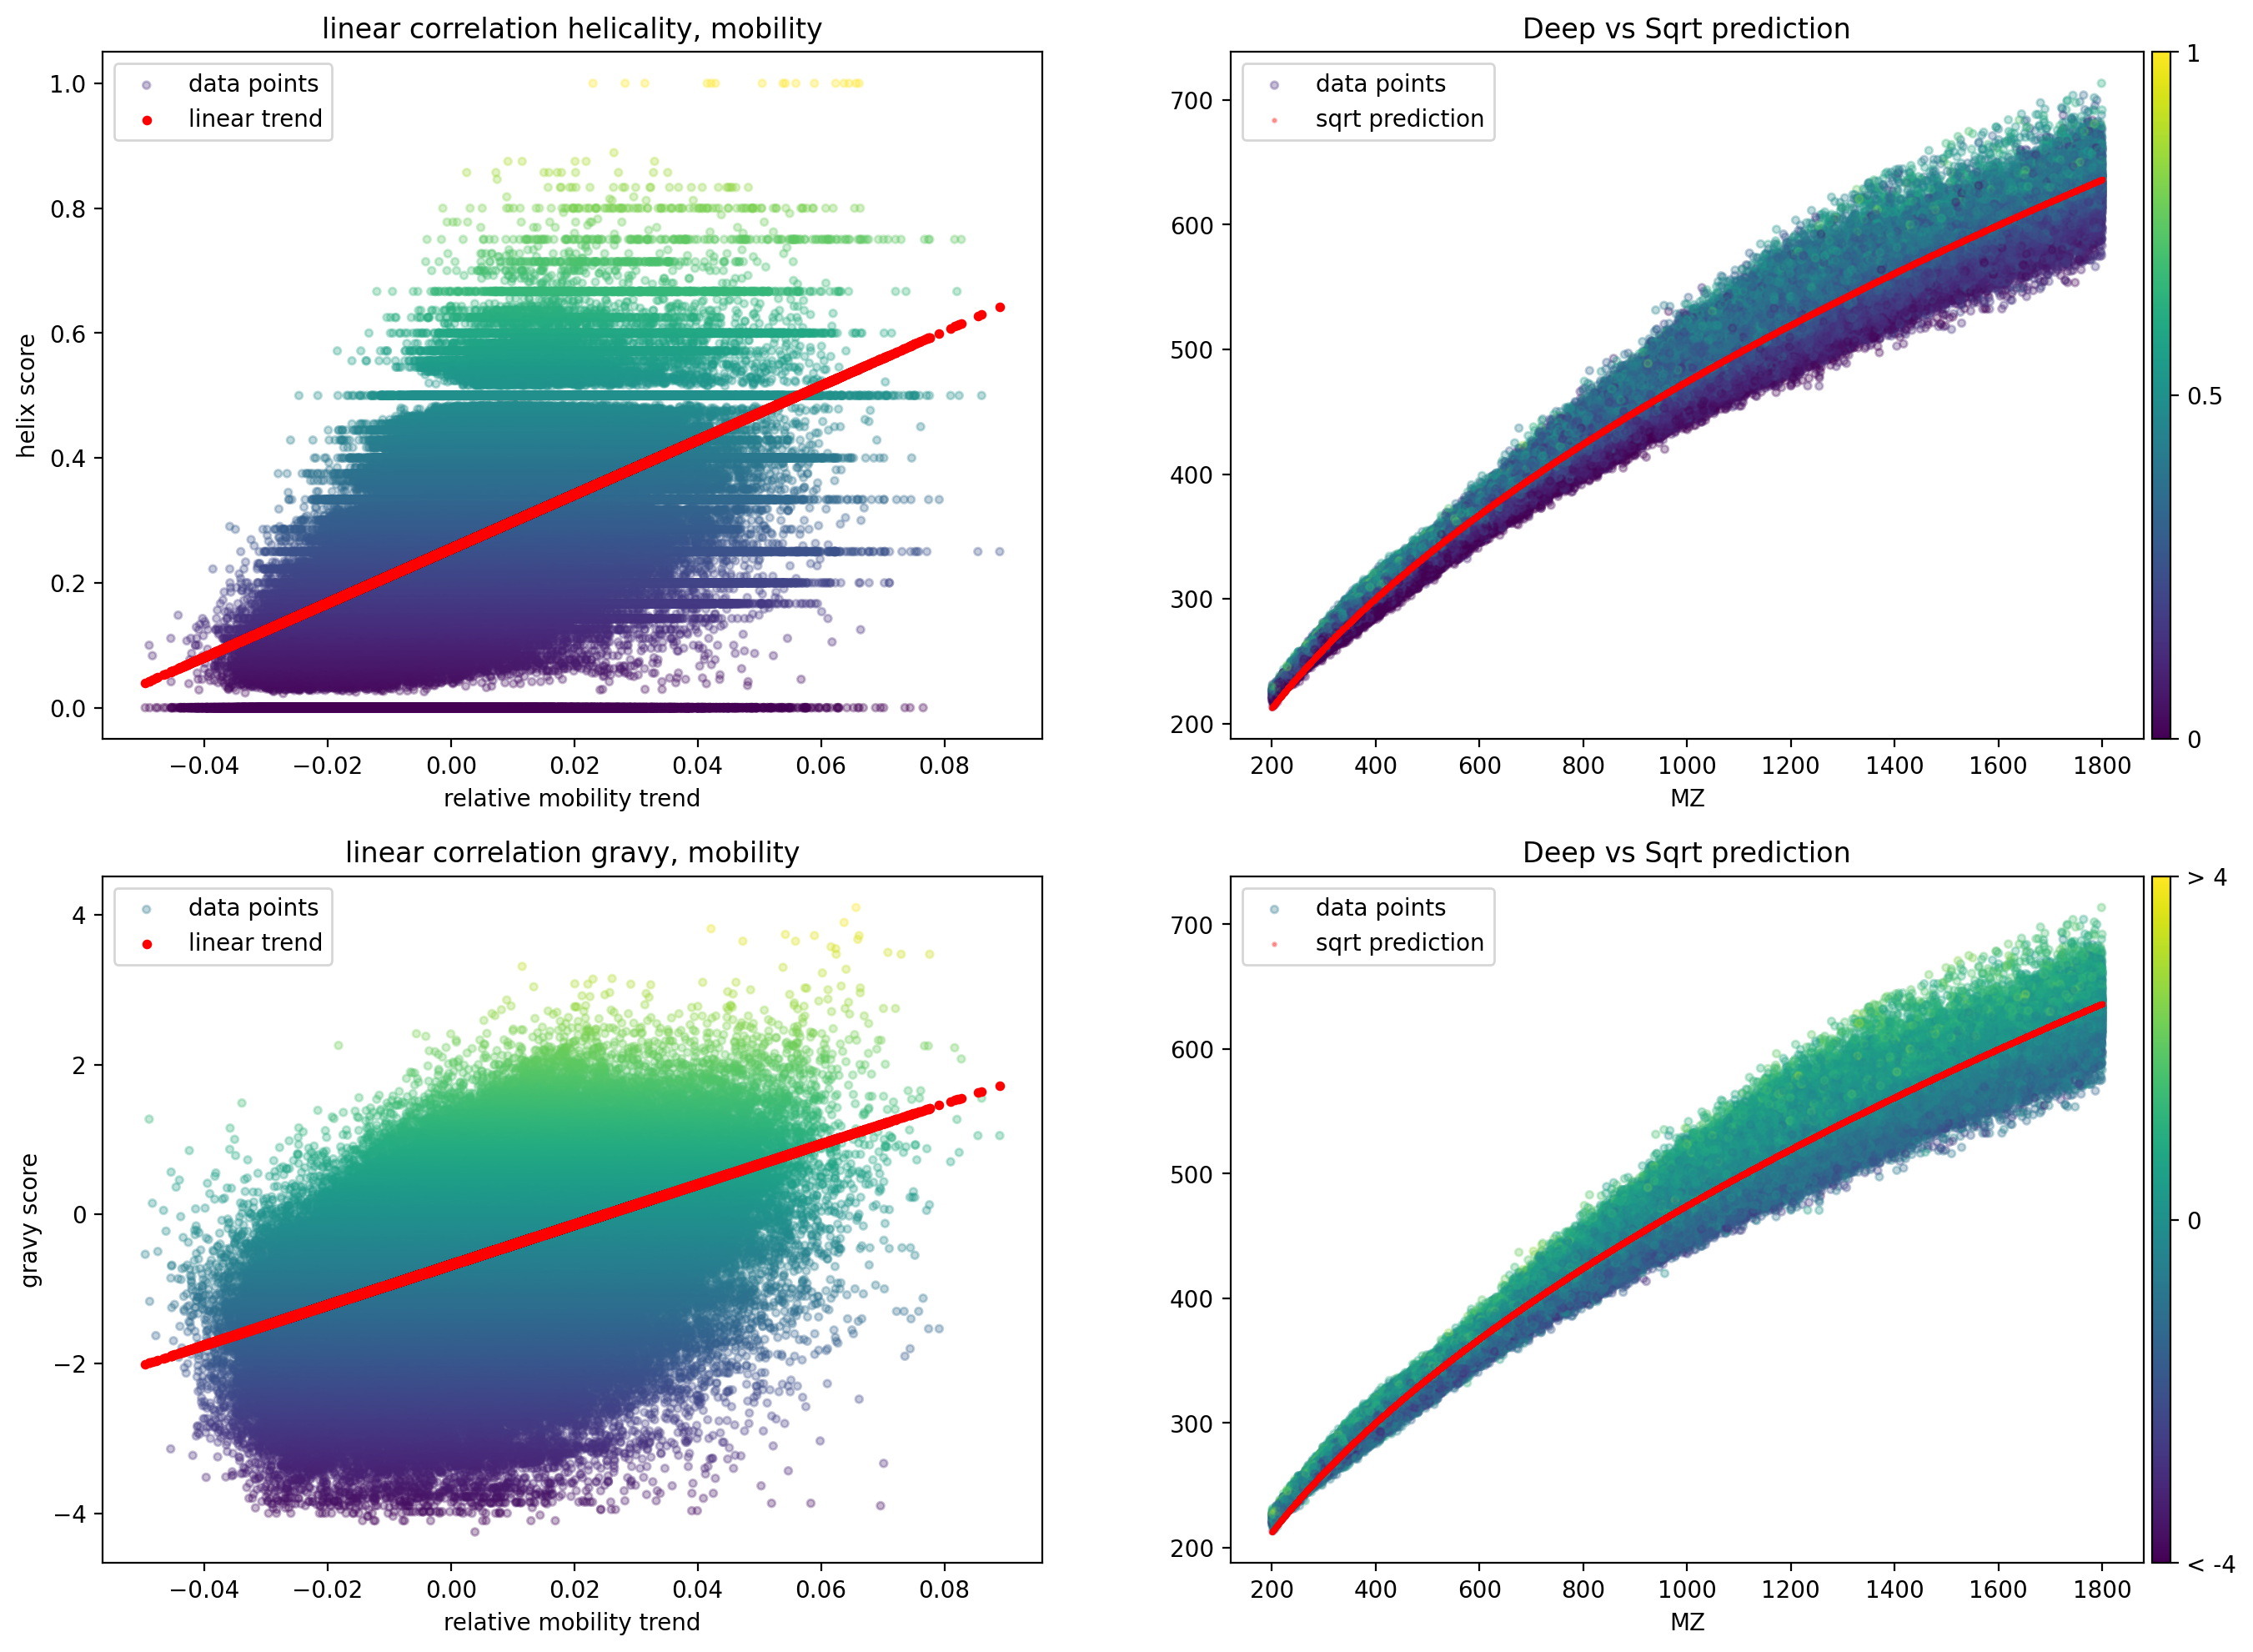 linear correlation helicality, mobility
data points
linear trend
1.0
0.8
0.6
0.4
0.2
0.0
helix score
−0.04 −0.02 0.00 0.02 0.04 0.06 0.08
relative mobility trend
Deep vs Sqrt prediction
data points
sqrt prediction
700
600
500
400
300
200
200 400 600 800 1000 1200 1400 1600 1800
MZ
1
0.5
0
linear correlation gravy, mobility
data points
linear trend
4
2
0
−2
−4
gravy score
−0.04 −0.02 0.00 0.02 0.04 0.06 0.08
relative mobility trend
Deep vs Sqrt prediction
data points
sqrt prediction
700
600
500
400
300
200
200 400 600 800 1000 1200 1400 1600 1800
MZ
> 4
0
< -4